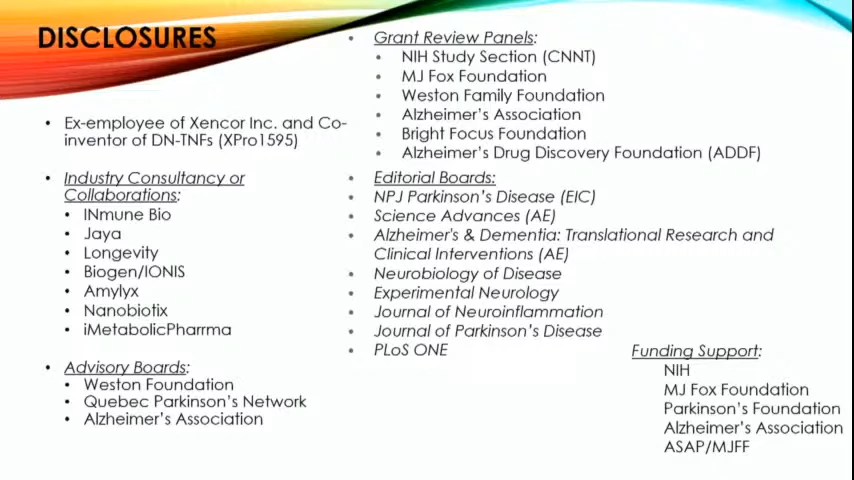 DISCLOSURES
• Ex-employee of Xencor Inc. and Co-
inventor of DN-TNFs (XPro1595)
• Industry Consultancy or
Collaborations:
• INmune Bio
• Jaya
• Longevity
• Biogen/IONIS
• Amylyx
• Nanobiotix
• iMetabolicPharrma
• Advisory Boards:
• Weston Foundation
• Quebec Parkinson's Network
• Alzheimer's Association
• Grant Review Panels:
• NIH Study Section (CNNT)
• MJ Fox Foundation
• Weston Family Foundation
• Alzheimer's Association
• Bright Focus Foundation
• Alzheimer's Drug Discovery Foundation (ADDF)
• Editorial Boards:
• NPJ Parkinson's Disease (EIC)
• Science Advances (AE)
• Alzheimer's & Dementia: Translational Research and
Clinical Interventions (AE)
• Neurobiology of Disease
• Experimental Neurology
• Journal of Neuroinflammation
• Journal of Parkinson's Disease
• PLoS ONE
Funding Support:
NIH
MJ Fox Foundation
Parkinson's Foundation
Alzheimer's Association
ASAP/MJFF